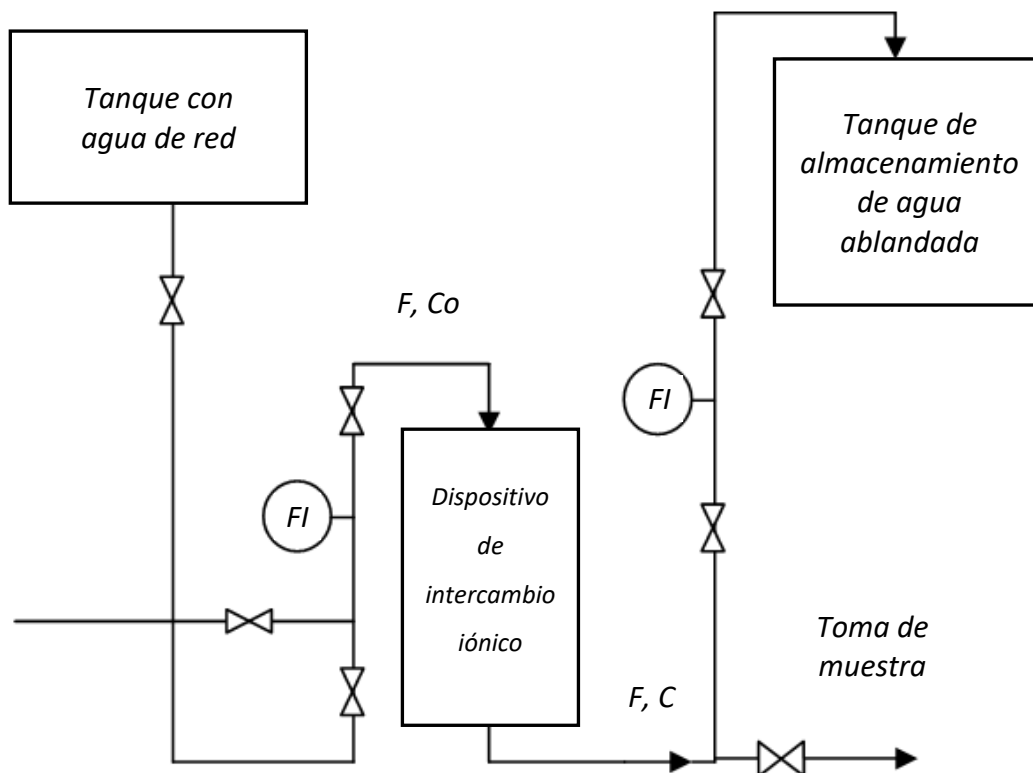 Tanque con
agua de red
Tanque de
almacenamiento
de agua
ablandada
F, Co
FI
FI
Dispositivo
de
intercambio
iónico
Toma de
muestra
F, C